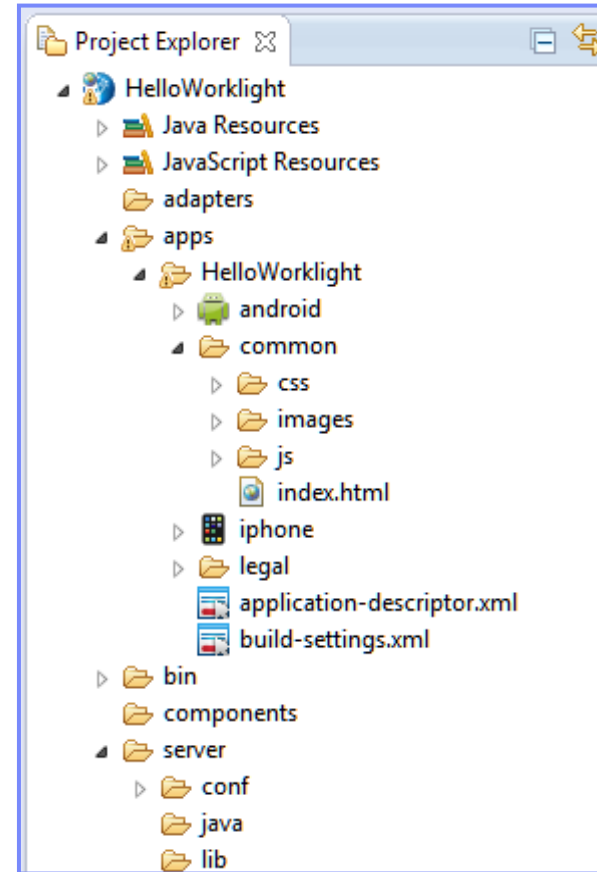 Project Explorer
HelloWorklight
Java Resources
JavaScript Resources
adapters
apps
HelloWorklight
android
common
css
images
js
index.html
iphone
legal
application-descriptor.xml
build-settings.xml
bin
components
server
conf
java
lib